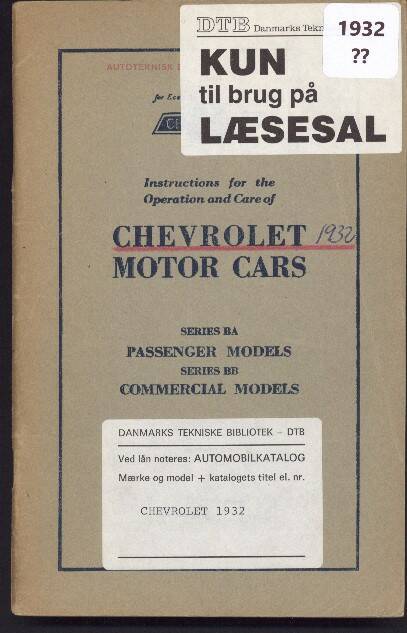 DTB Danmarks
1932
??
KUN
til brug på
LÆSESAL
AUTOTEKNISK
for
Instructions for the
Operation and Care of
CHEVROLET 1932
MOTOR CARS
SERIES BA
PASSENGER MODELS
SERIES BB
COMMERCIAL MODELS
DANMARKS TEKNISKE BIBLIOTEK – DTB
Ved lån noteres: AUTOMOBILKATALOG
Mærke og model + katalogets titel el. nr.
CHEVROLET 1932